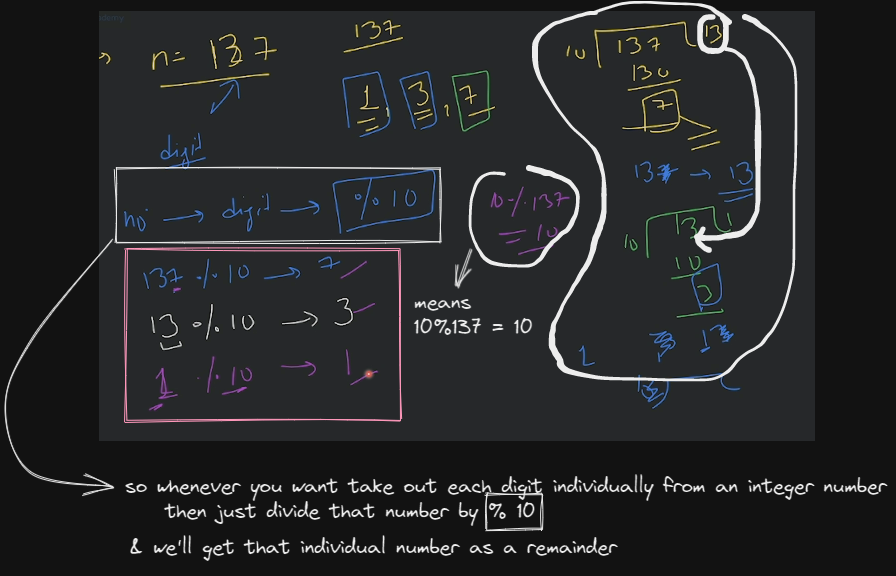 n = 137
137
1, 3, 7
digit
no → digit → % 10
137 % 10 → 7
13 % 10 → 3
1 % 10 → 1
10 % 137
= 10
means
10%137 = 10
10 137 13
130
7
137 → 13
10 13 1
10
3
1
so whenever you want take out each digit individually from an integer number
then just divide that number by % 10
& we'll get that individual number as a remainder